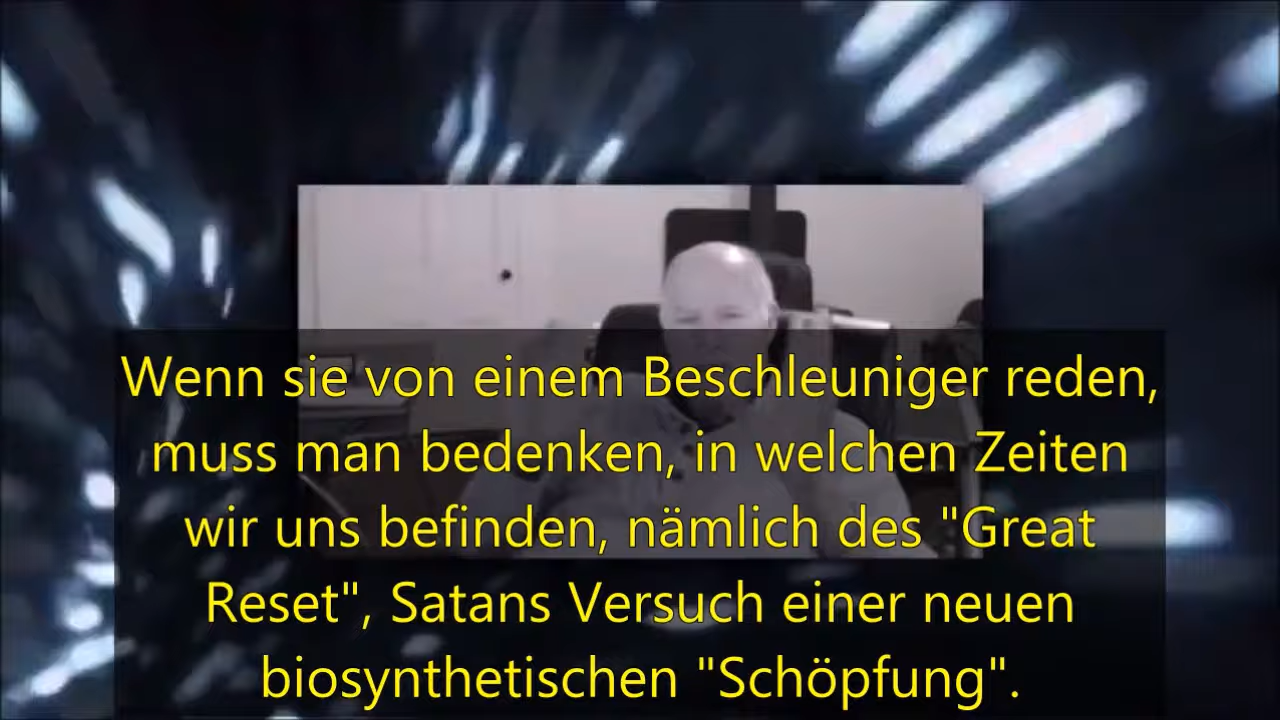 Wenn sie von einem Beschleuniger reden,
muss man bedenken, in welchen Zeiten
wir uns befinden, nämlich des "Great
Reset", Satans Versuch einer neuen
biosynthetischen "Schöpfung".